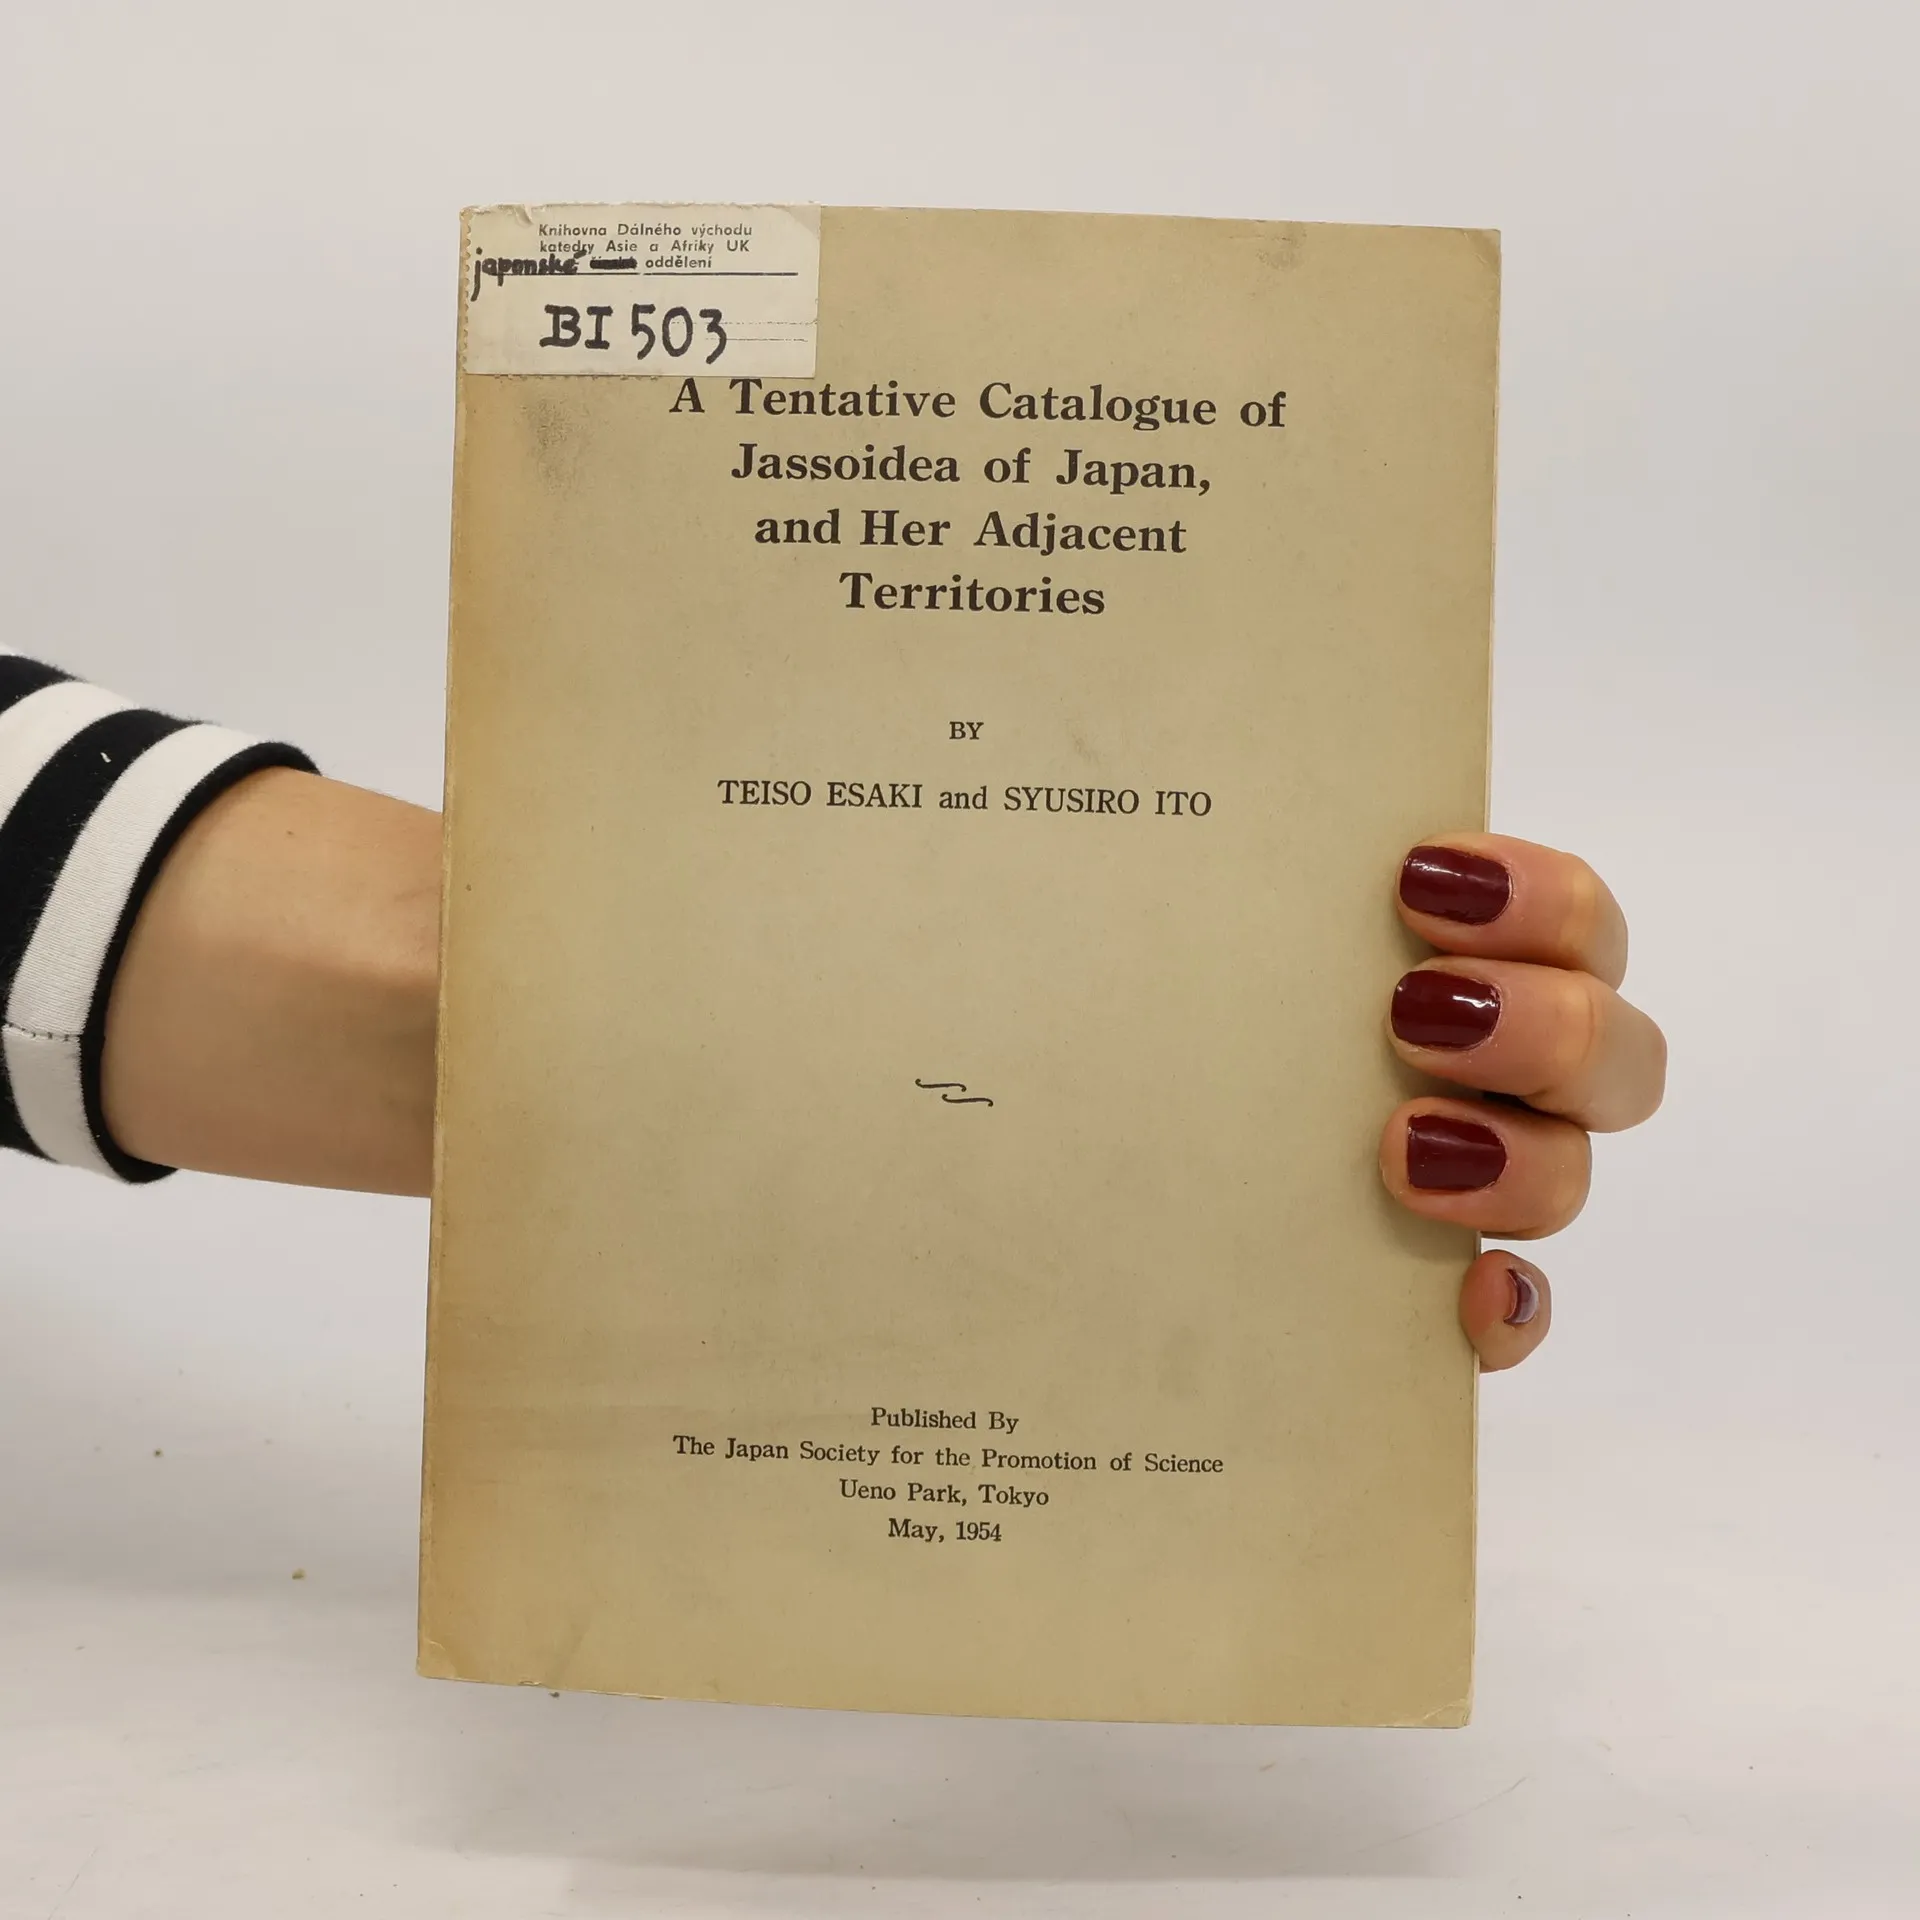 Knihovna Dálného východu
katedry Asie a Afriky UK
japonské oddělení
BI 503
A Tentative Catalogue of
Jassoidea of Japan,
and Her Adjacent
Territories
BY
TEISO ESAKI and SYUSIRO ITO
Published By
The Japan Society for the Promotion of Science
Ueno Park, Tokyo
May, 1954